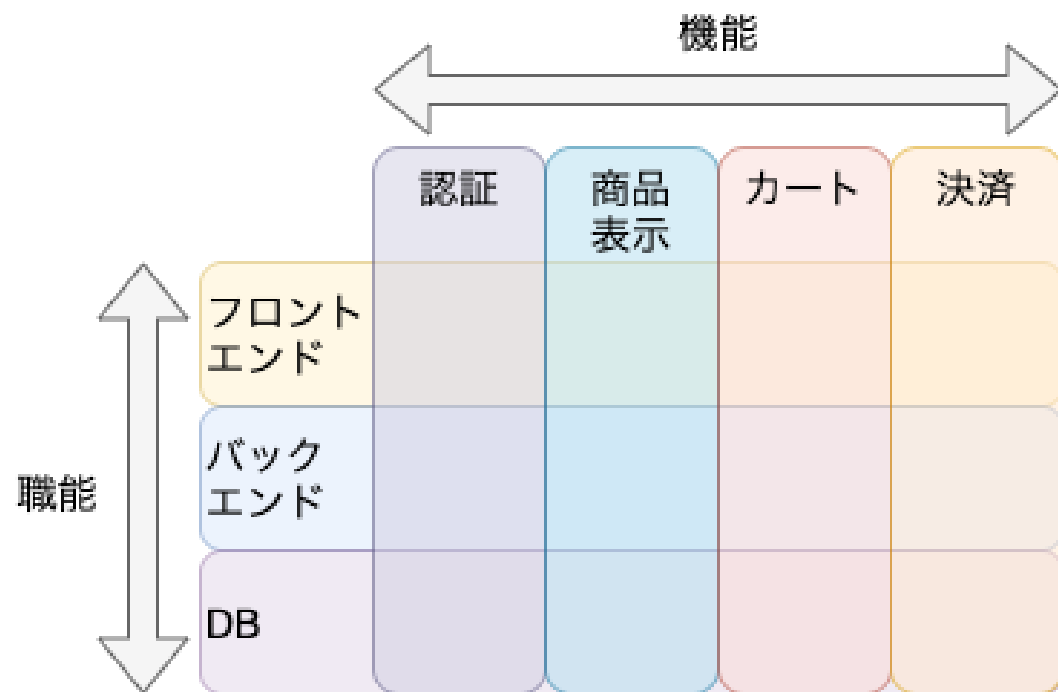 機能
認証
商品
表示
カート
決済
フロント
エンド
バック
エンド
職能
DB